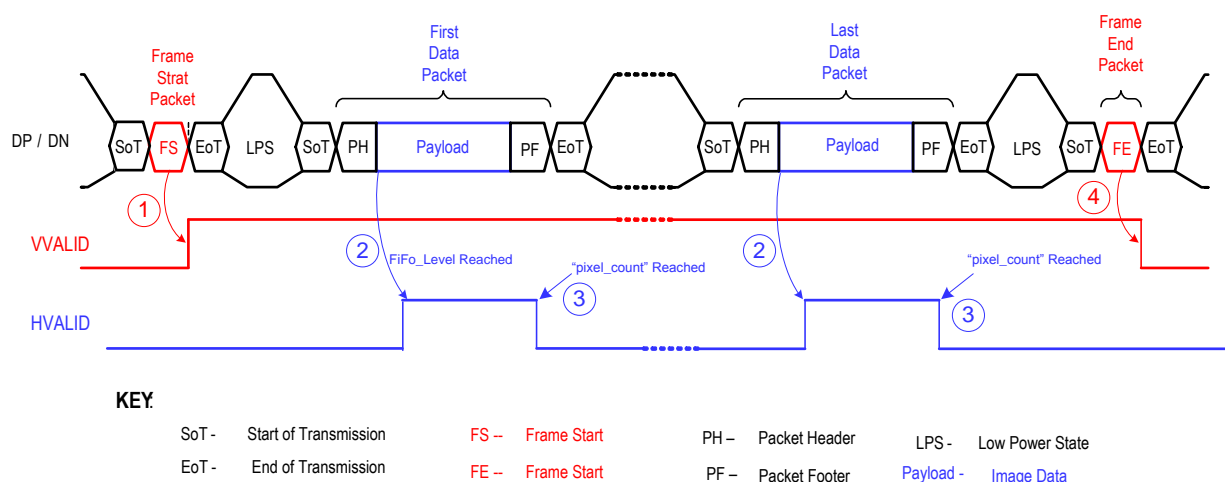 Frame
Strat
Packet
First
Data
Packet
Last
Data
Packet
Frame
End
Packet
DP / DN
SoT
FS
EoT
LPS
SoT
PH
Payload
PF
EoT
SoT
PH
Payload
PF
EoT
LPS
SoT
FE
EoT
1
4
VVALID
2
FiFo_Level Reached
"pixel_count" Reached
3
2
"pixel_count" Reached
3
HVALID
KEY:
SoT - Start of Transmission
FS -- Frame Start
PH – Packet Header
LPS - Low Power State
EoT - End of Transmission
FE -- Frame Start
PF – Packet Footer
Payload - Image Data